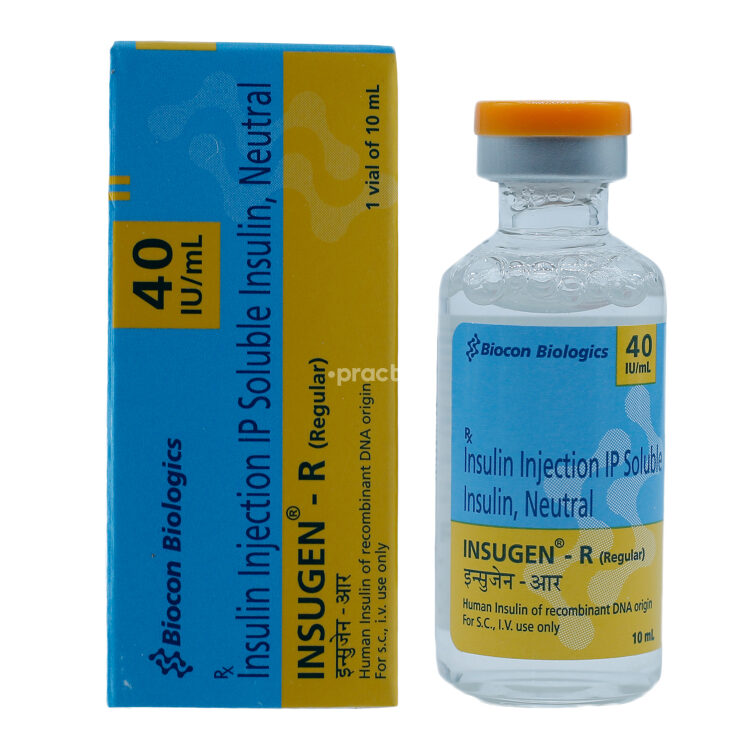 40
IU/mL
Biocon Biologics
Rx
Insulin Injection IP Soluble Insulin, Neutral
1 vial of 10 mL
INSUGEN® - R (Regular)
इन्सुजेन - आर
Human Insulin of recombinant DNA origin
For s.c., i.v. use only
•pract
Biocon Biologics
40
IU/mL
Rx
Insulin Injection IP Soluble
Insulin, Neutral
INSUGEN® - R (Regular)
इन्सुजेन - आर
Human Insulin of recombinant DNA origin
For S.C., I.V. use only
10 mL